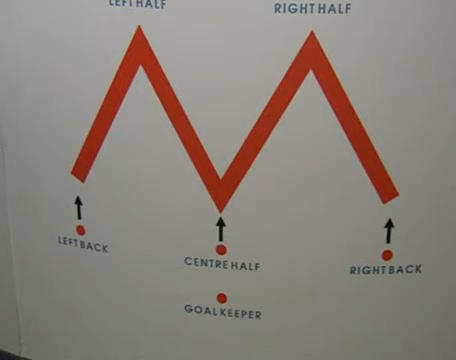 LEFT HALF
RIGHT HALF
LEFT BACK
CENTRE HALF
RIGHT BACK
GOALKEEPER